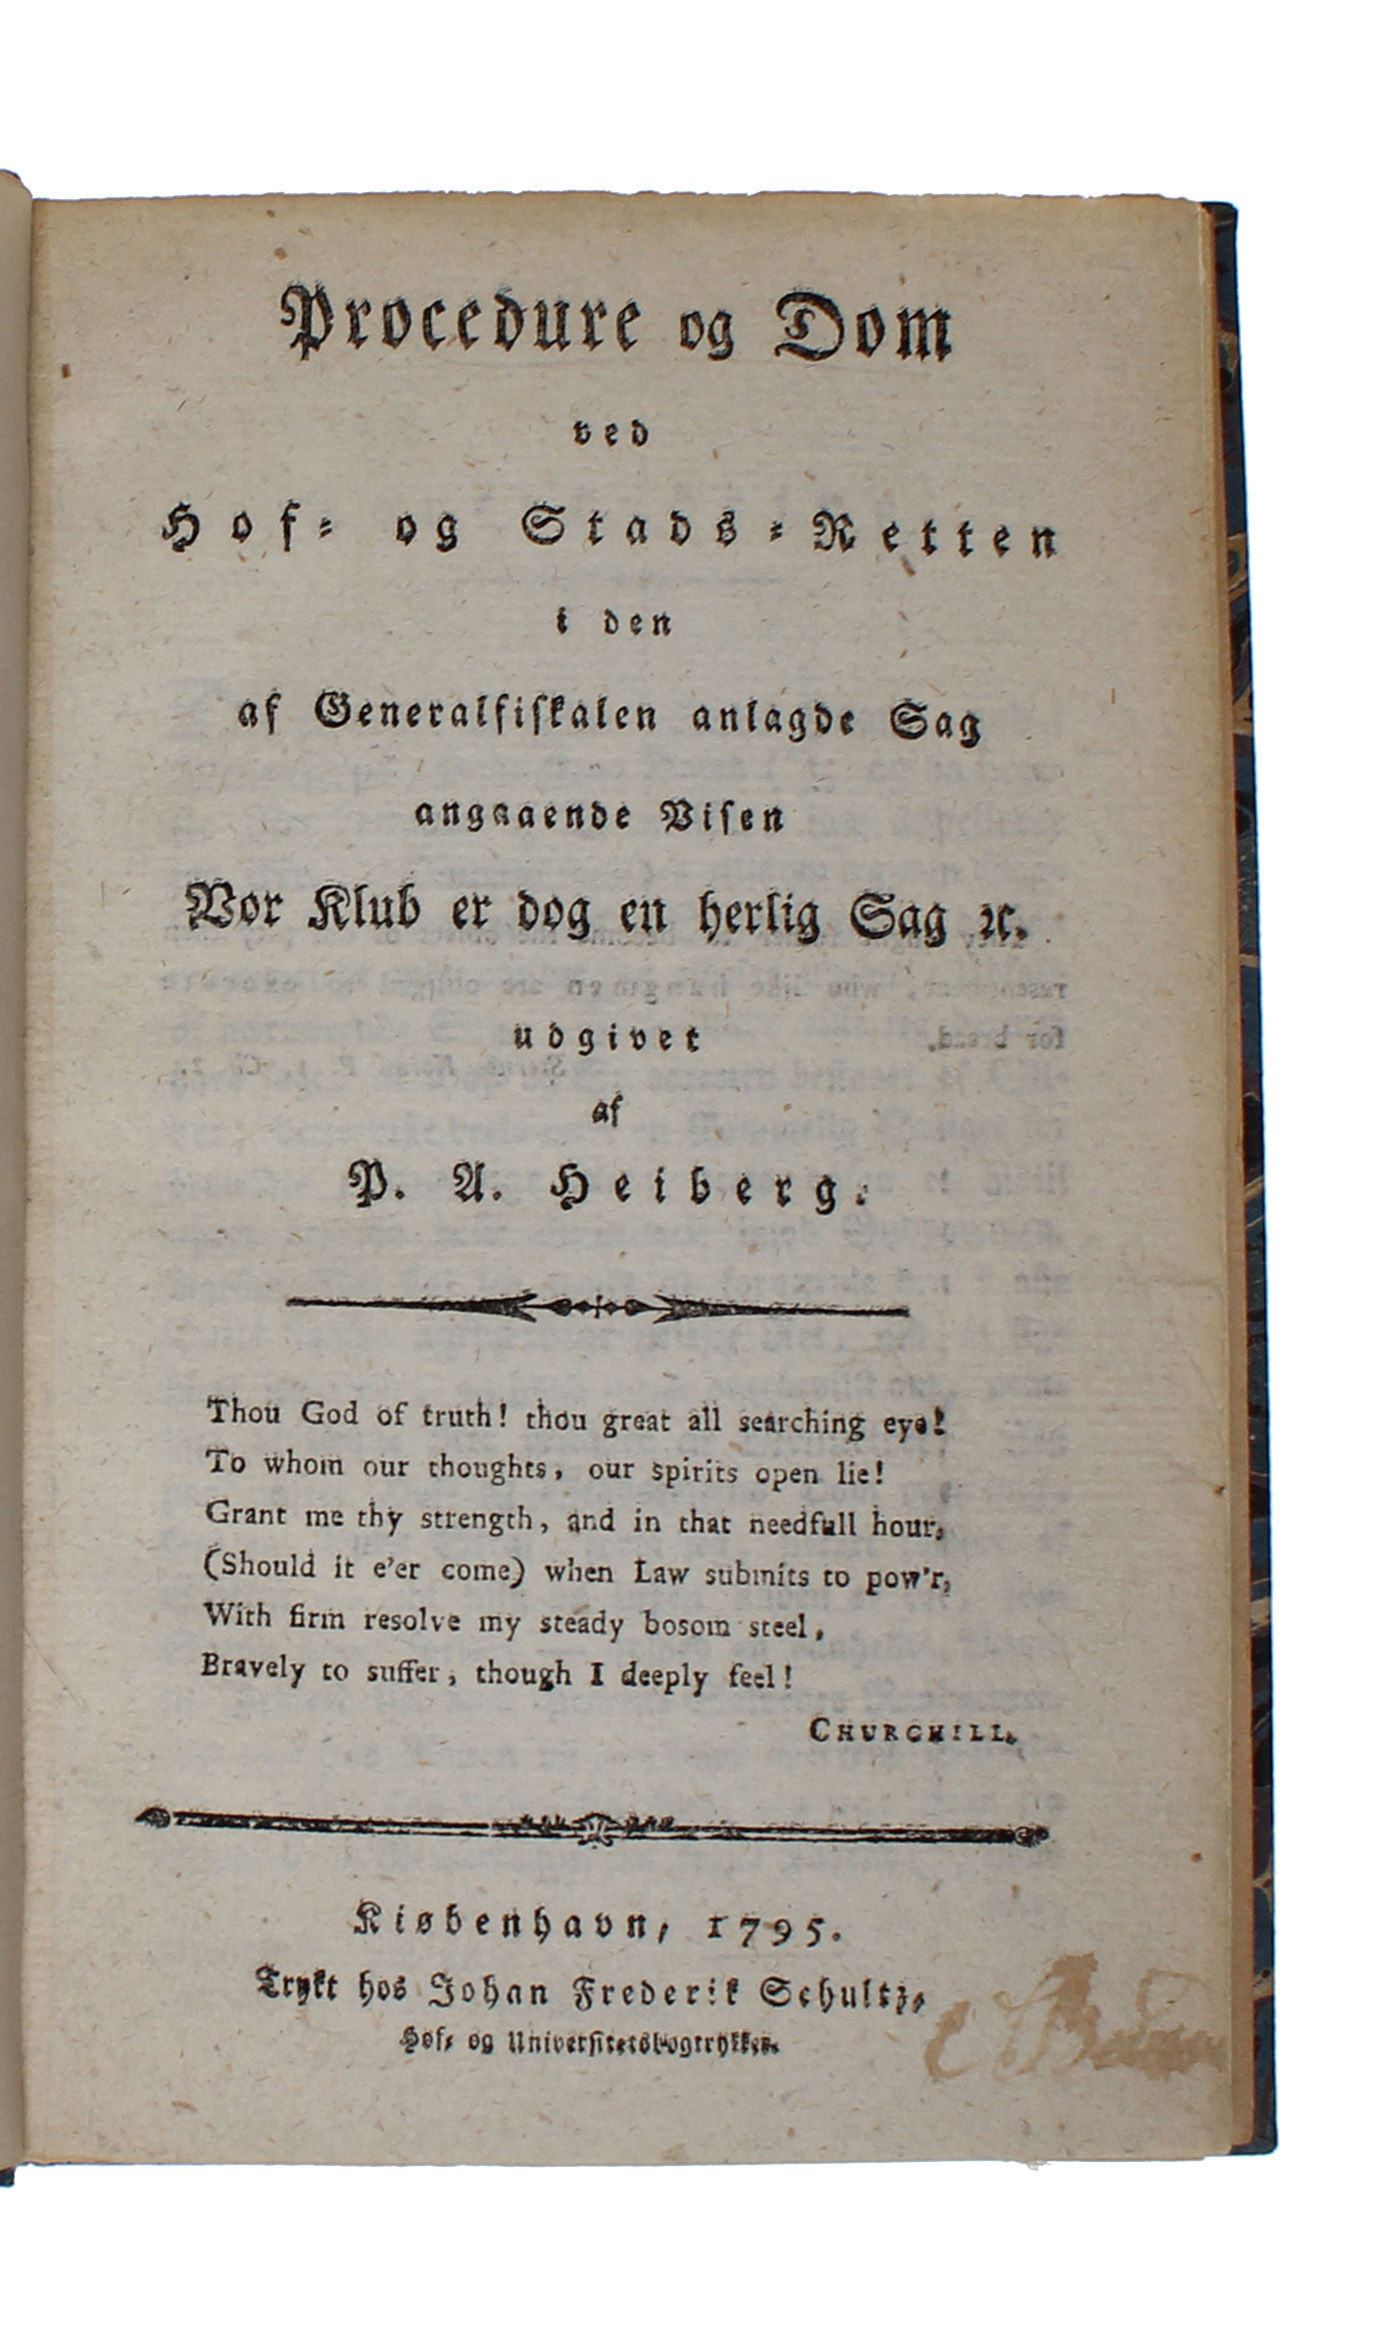 Procedure og Dom
ved
Hof- og Stads-Retten
i den
af Generalfiskalen anlagde Sag
angaaende Visen
Vor Klub er dog en herlig Sag ꝛc.
udgivet
af
P. A. Heiberg.
Thou God of truth! thou great all searching eye!
To whom our thoughts, our spirits open lie!
Grant me thy strength, and in that needfull hour,
(Should it e'er come) when Law submits to pow'r,
With firm resolve my steady bosom steel,
Bravely to suffer, though I deeply feel!
CHURCHILL.
Kiøbenhavn, 1795.
Trykt hos Johan Frederik Schultz,
Hof- og Universitetsbogtrykker.